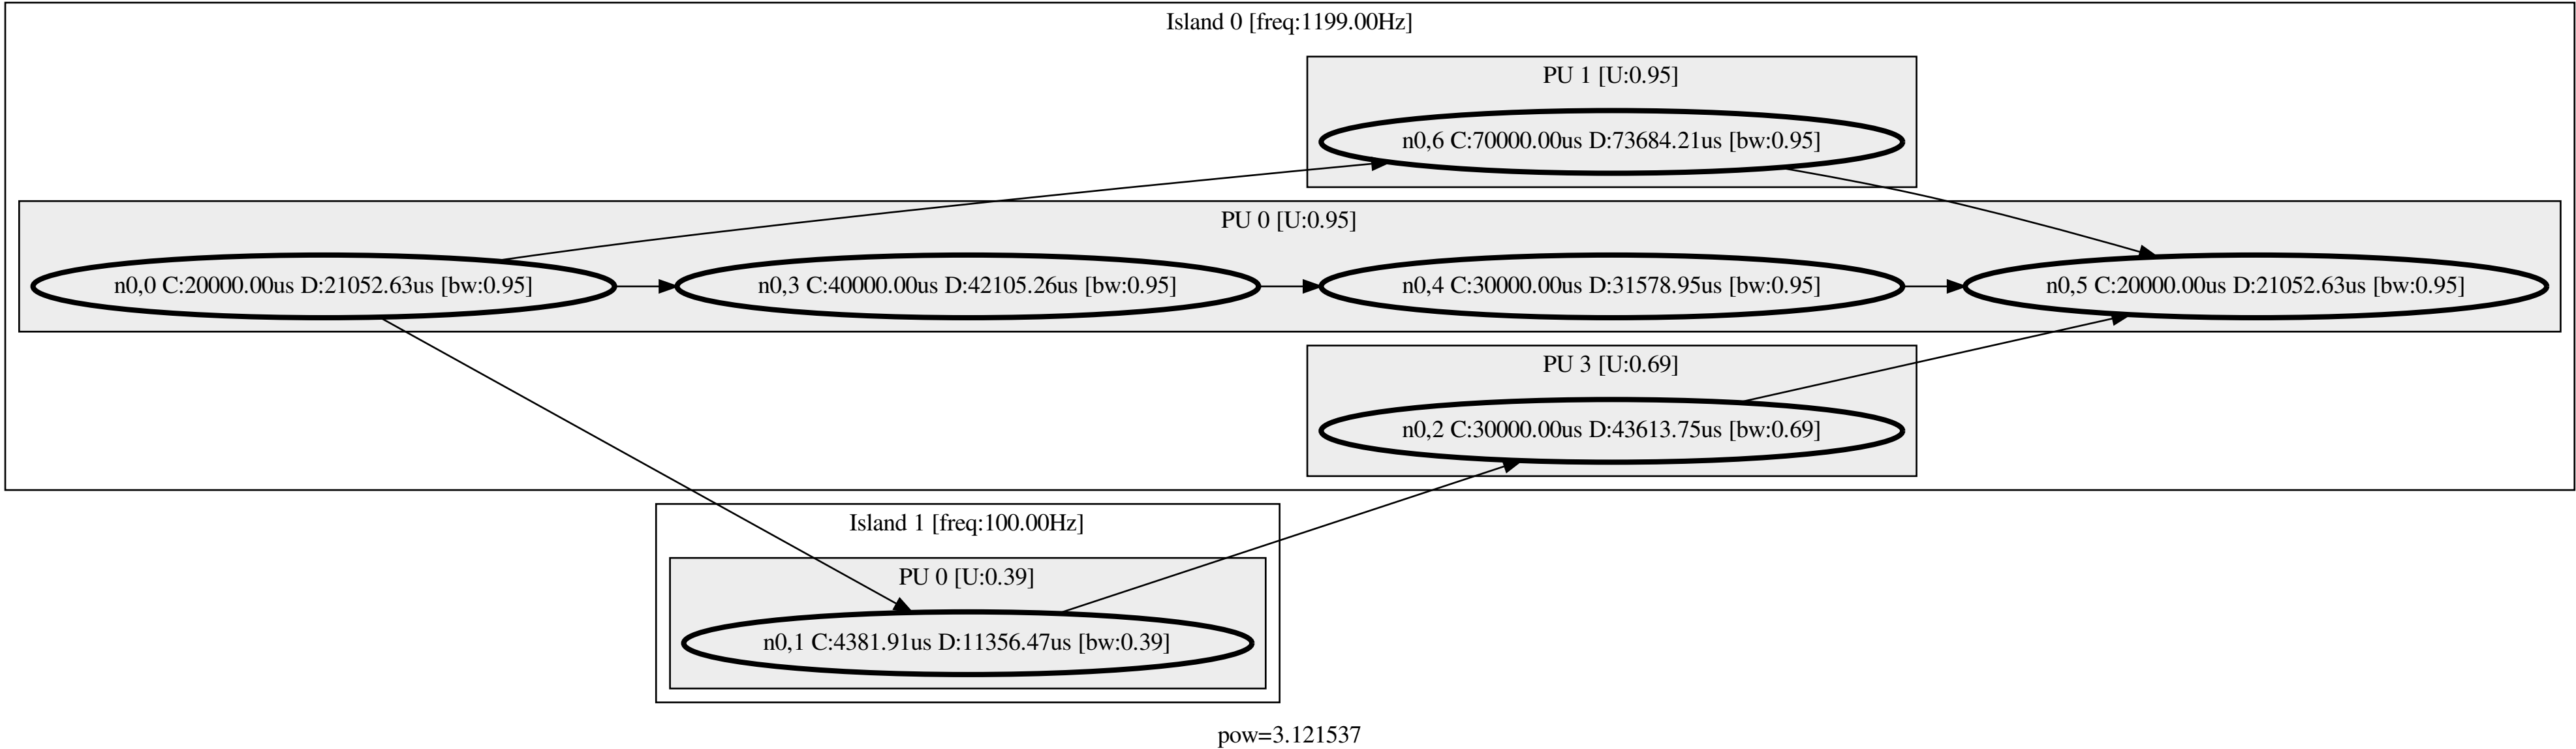 Island 0 [freq:1199.00Hz]
PU 1 [U:0.95]
n0,6 C:70000.00us D:73684.21us [bw:0.95]
PU 0 [U:0.95]
n0,0 C:20000.00us D:21052.63us [bw:0.95]
n0,3 C:40000.00us D:42105.26us [bw:0.95]
n0,4 C:30000.00us D:31578.95us [bw:0.95]
n0,5 C:20000.00us D:21052.63us [bw:0.95]
PU 3 [U:0.69]
n0,2 C:30000.00us D:43613.75us [bw:0.69]
Island 1 [freq:100.00Hz]
PU 0 [U:0.39]
n0,1 C:4381.91us D:11356.47us [bw:0.39]
pow=3.121537